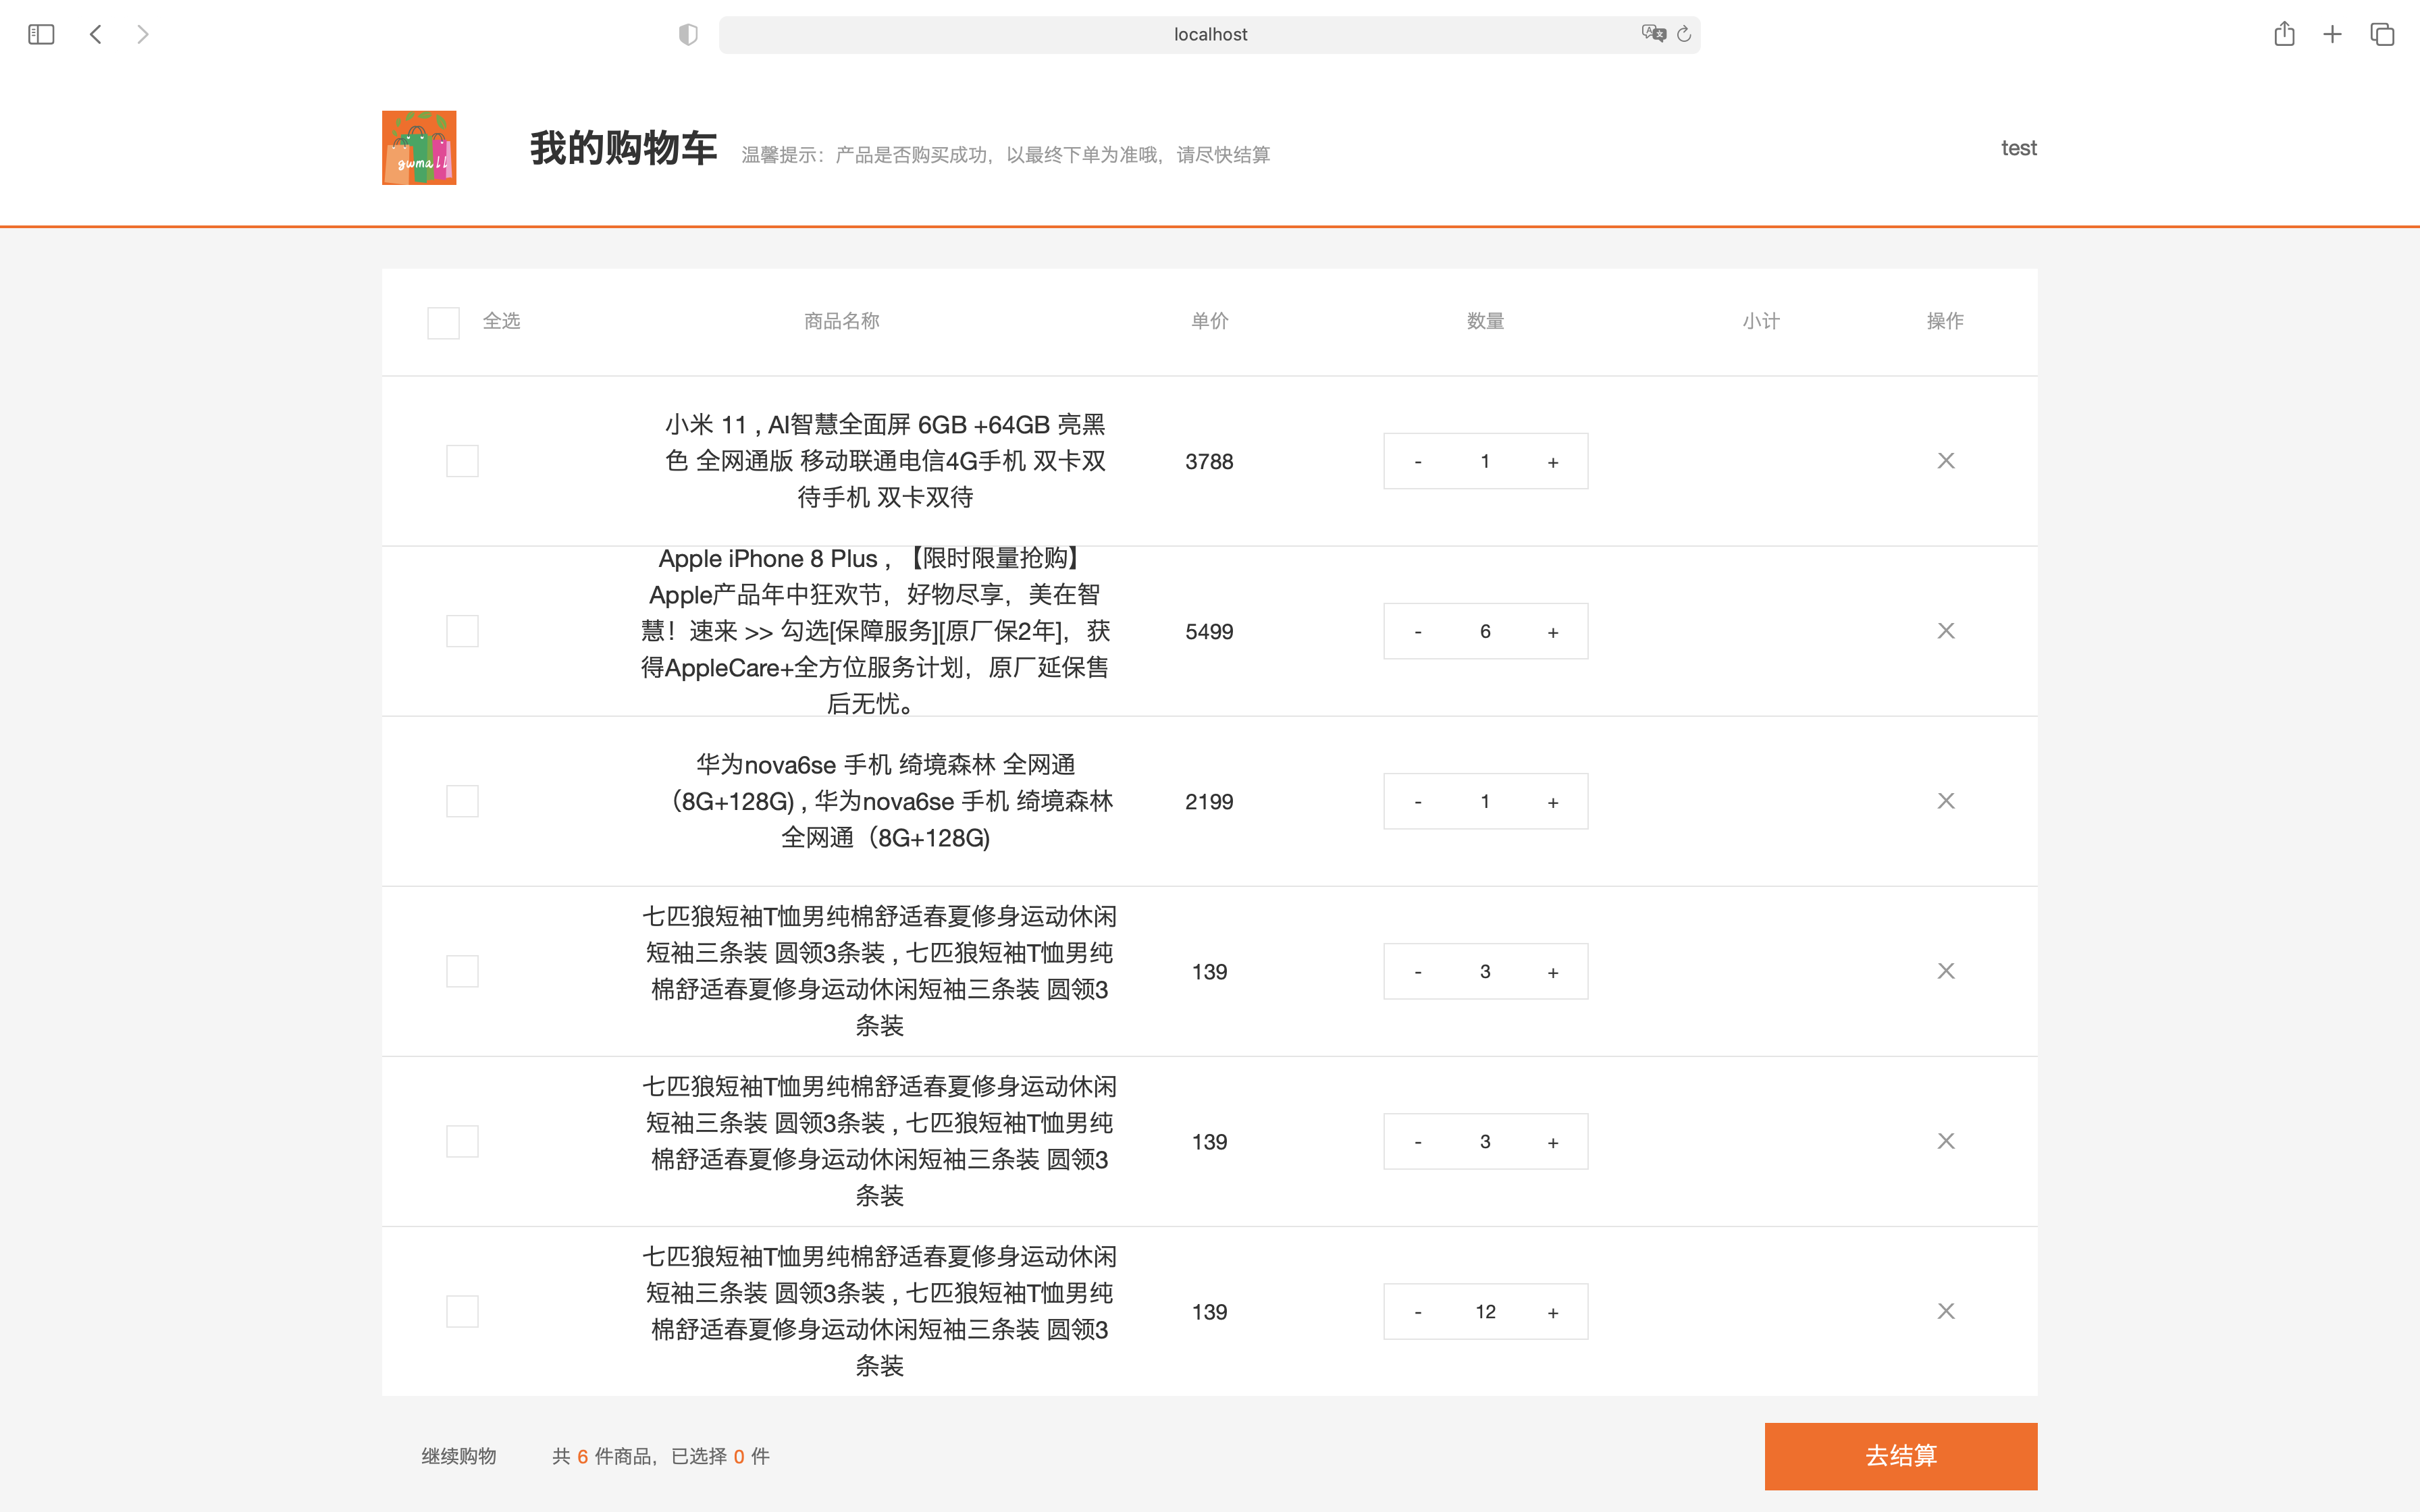 localhost
gwmall
我的购物车 温馨提示：产品是否购买成功，以最终下单为准哦，请尽快结算
test
全选 商品名称 单价 数量 小计 操作
小米 11 , AI智慧全面屏 6GB +64GB 亮黑
色 全网通版 移动联通电信4G手机 双卡双
待手机 双卡双待
3788
- 1 +
Apple iPhone 8 Plus , 【限时限量抢购】
Apple产品年中狂欢节，好物尽享，美在智
慧！速来 >> 勾选[保障服务][原厂保2年]，获
得AppleCare+全方位服务计划，原厂延保售
后无忧。
5499
- 6 +
华为nova6se 手机 绮境森林 全网通
（8G+128G) , 华为nova6se 手机 绮境森林
全网通（8G+128G)
2199
- 1 +
七匹狼短袖T恤男纯棉舒适春夏修身运动休闲
短袖三条装 圆领3条装 , 七匹狼短袖T恤男纯
棉舒适春夏修身运动休闲短袖三条装 圆领3
条装
139
- 3 +
七匹狼短袖T恤男纯棉舒适春夏修身运动休闲
短袖三条装 圆领3条装 , 七匹狼短袖T恤男纯
棉舒适春夏修身运动休闲短袖三条装 圆领3
条装
139
- 3 +
七匹狼短袖T恤男纯棉舒适春夏修身运动休闲
短袖三条装 圆领3条装 , 七匹狼短袖T恤男纯
棉舒适春夏修身运动休闲短袖三条装 圆领3
条装
139
- 12 +
继续购物 共 6 件商品，已选择 0 件
去结算